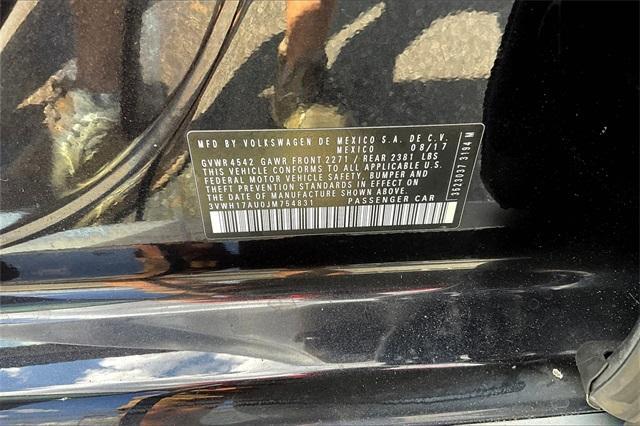 MFD BY VOLKSWAGEN DE MEXICO S.A. DE C.V.
MEXICO 08/17
GVWR 4542 GAWR FRONT 2271 / REAR 2381 LBS
THIS VEHICLE CONFORMS TO ALL APPLICABLE U.S.
FEDERAL MOTOR VEHICLE SAFETY, BUMPER AND
THEFT PREVENTION STANDARDS IN EFFECT ON
THE DATE OF MANUFACTURE SHOWN ABOVE.
3VWH17AU0JM754831 PASSENGER CAR
3623D37 3194 M